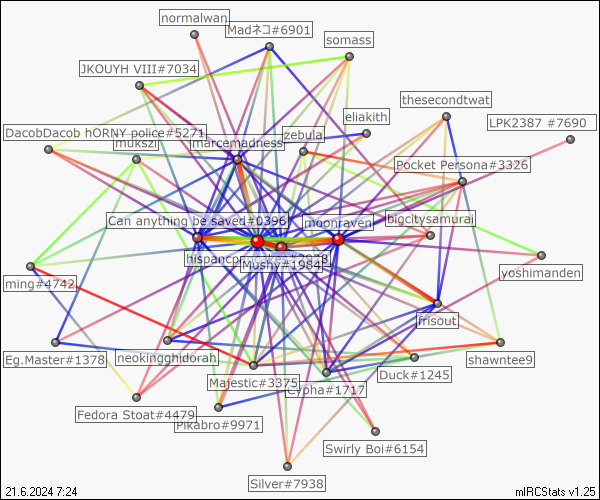 normalwan
Madネコ#6901
somass
JKOUYH VIII#7034
thesecondtwat
LPK2387 #7690
eliakith
DacobDacob hORNY police#5271
zebula
mukszi
marcemadness
Pocket Persona#3326
Can anything be saved#0396
moonraven
bigcitysamurai
Mushy#1984
yoshimanden
ming#4742
frisout
Eg.Master#1378
neokingghidorah
shawntee9
Majestic#3375
Duck#1245
Cypha#1717
Fedora Stoat#4479
Pikabro#9971
Swirly Boi#6154
Silver#7938
21.6.2024 7:24
mIRCStats v1.25